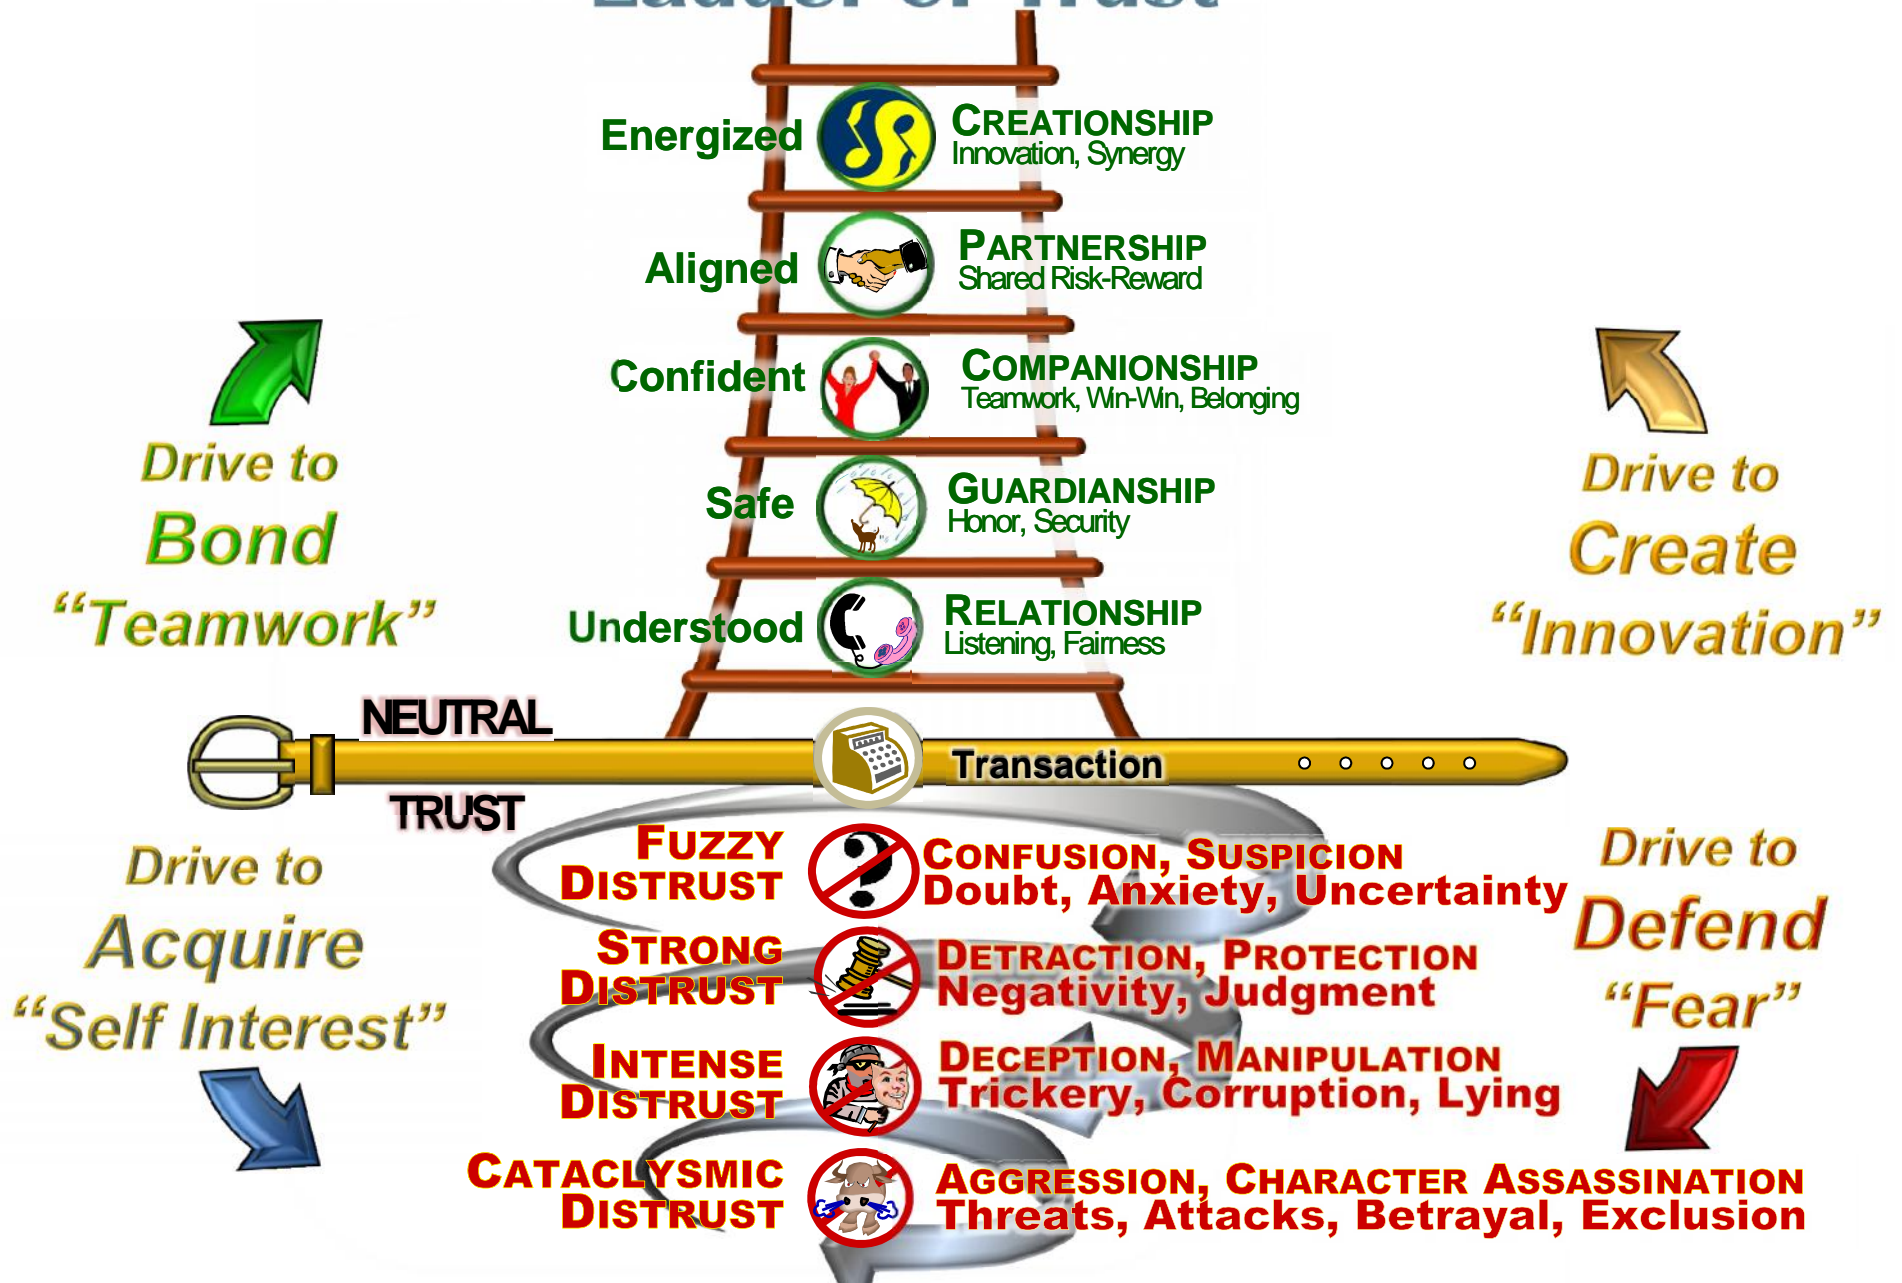 Ladder of Trust
Energized
CREATIONSHIP
Innovation, Synergy
Aligned
PARTNERSHIP
Shared Risk-Reward
Confident
COMPANIONSHIP
Teamwork, Win-Win, Belonging
Safe
GUARDIANSHIP
Honor, Security
Understood
RELATIONSHIP
Listening, Fairness
Drive to
Bond
“Teamwork”
Drive to
Create
“Innovation”
NEUTRAL
TRUST
Transaction
Drive to
Acquire
“Self Interest”
FUZZY
DISTRUST
CONFUSION, SUSPICION
Doubt, Anxiety, Uncertainty
STRONG
DISTRUST
DETRACTION, PROTECTION
Negativity, Judgment
INTENSE
DISTRUST
DECEPTION, MANIPULATION
Trickery, Corruption, Lying
CATACLYSMIC
DISTRUST
AGGRESSION, CHARACTER ASSASSINATION
Threats, Attacks, Betrayal, Exclusion
Drive to
Defend
“Fear”